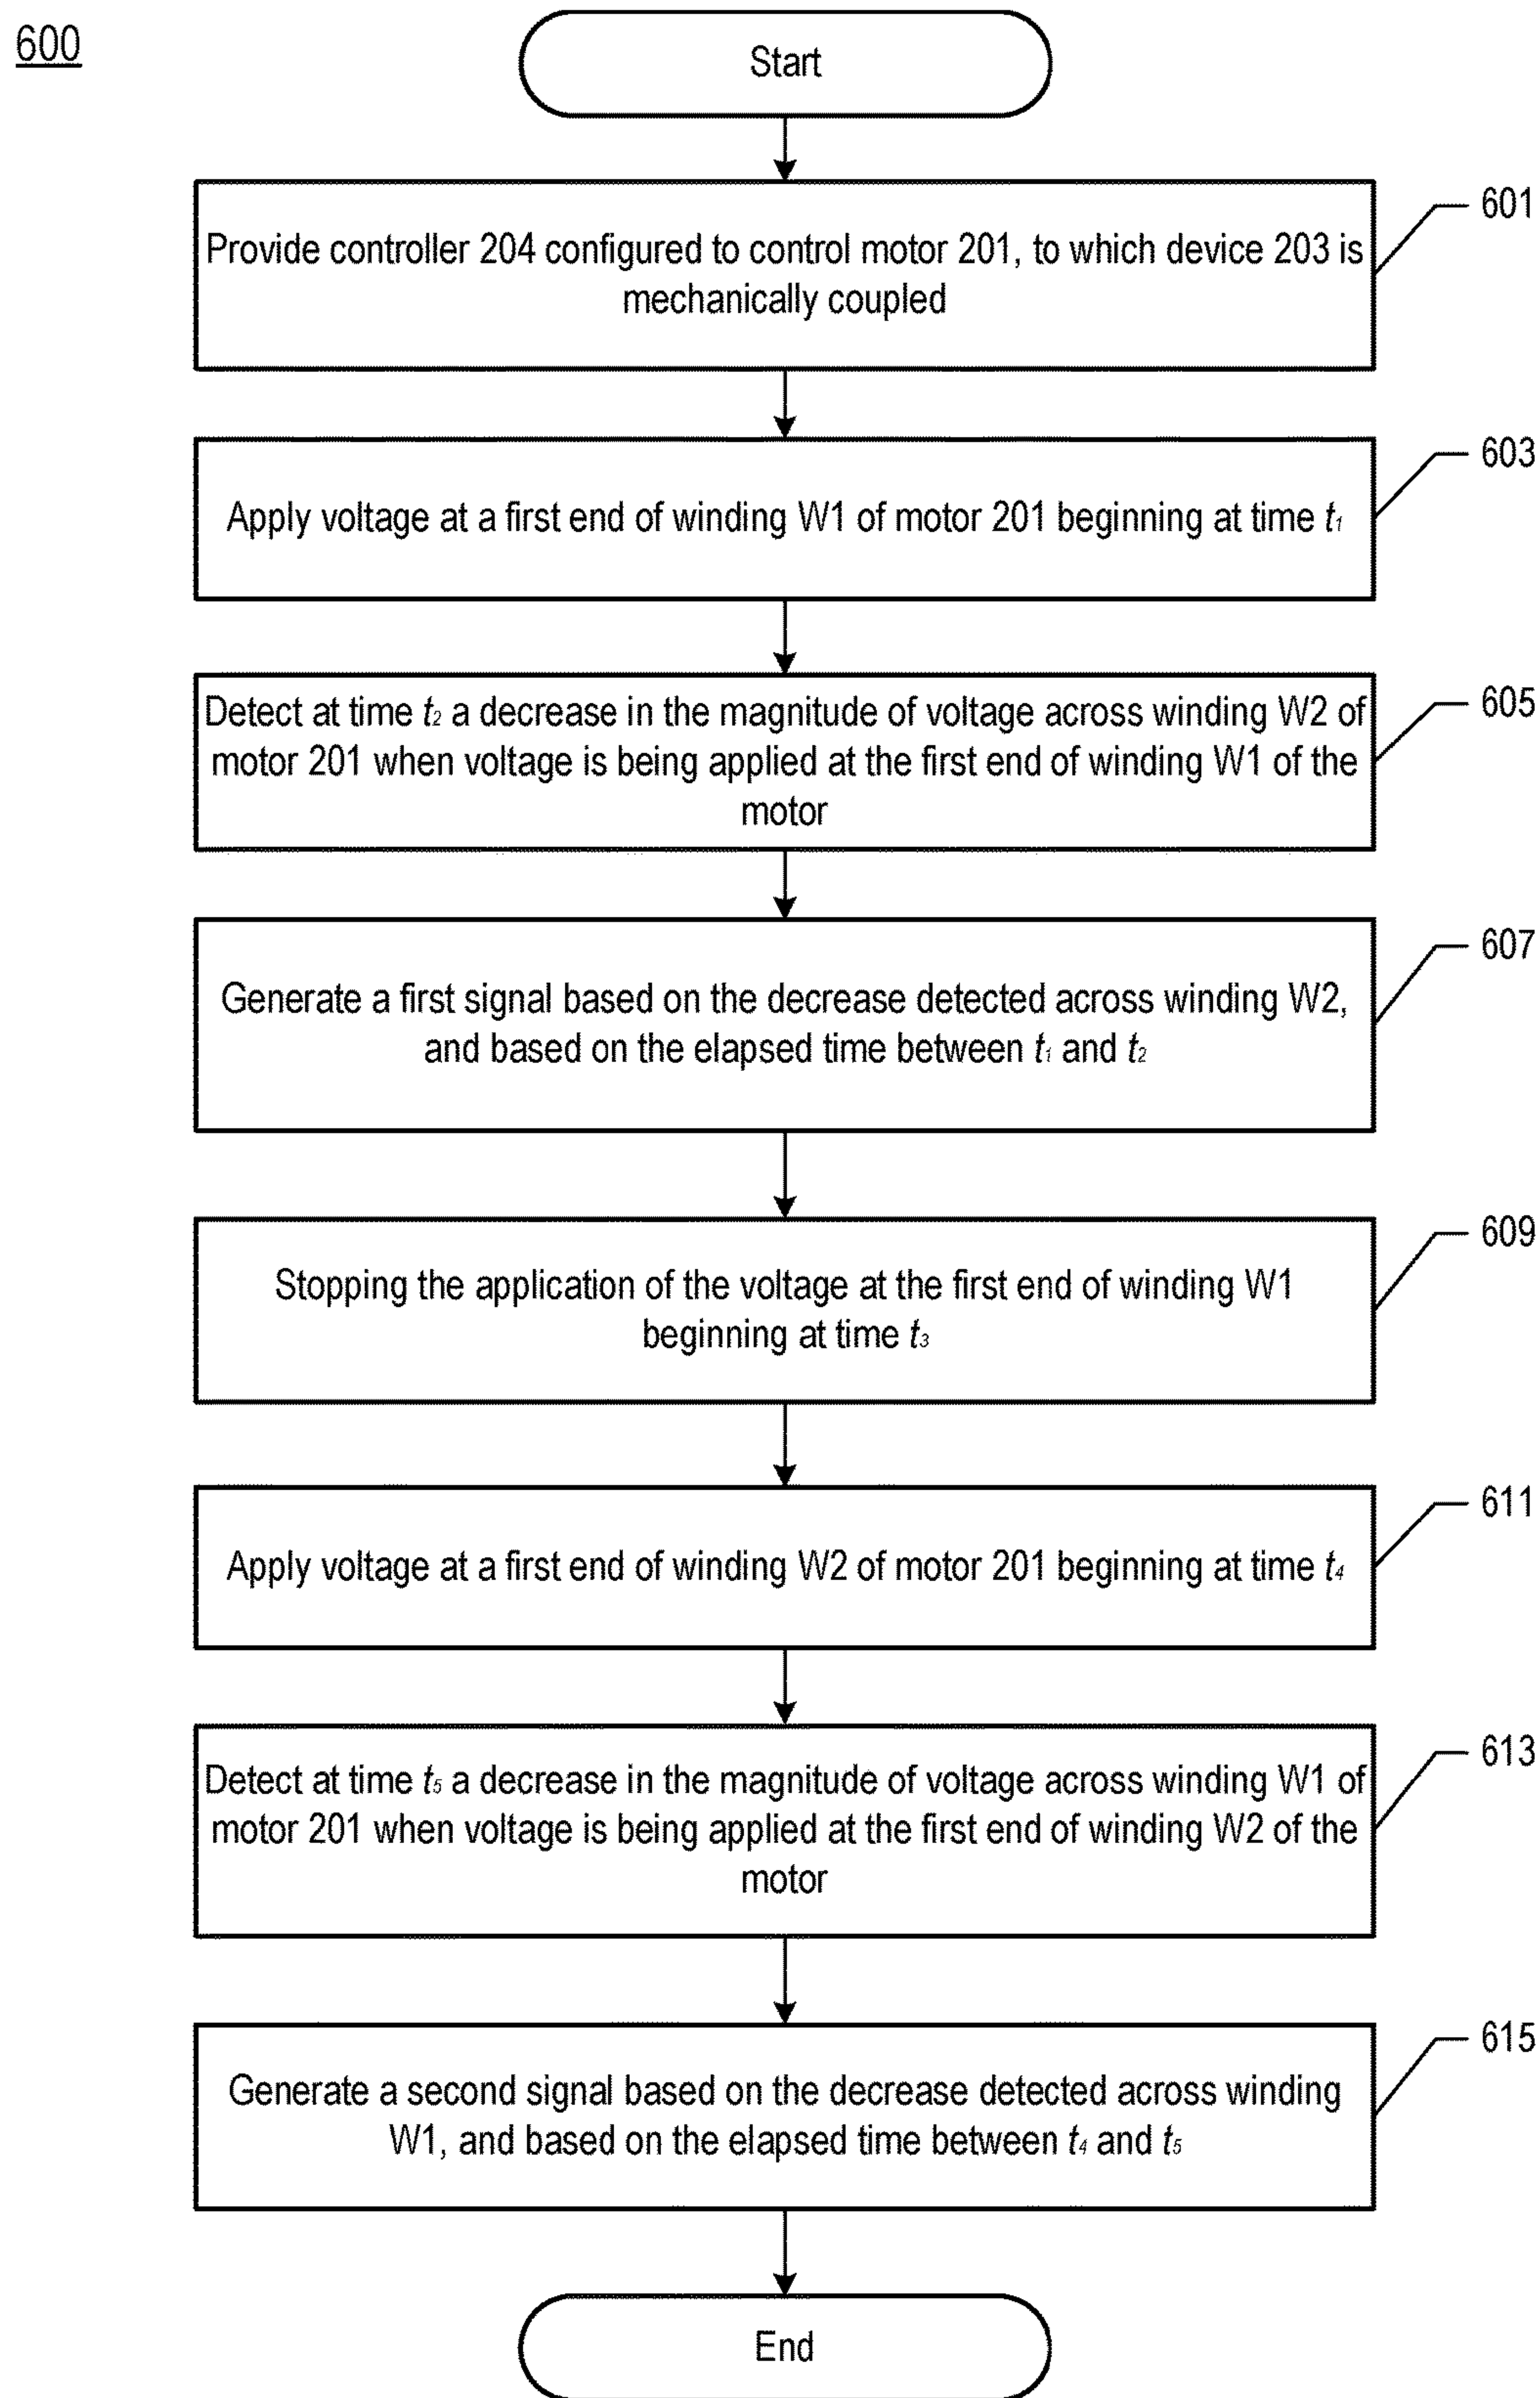 600
Start
601
Provide controller 204 configured to control motor 201, to which device 203 is
mechanically coupled
603
Apply voltage at a first end of winding W1 of motor 201 beginning at time t₁
605
Detect at time t₂ a decrease in the magnitude of voltage across winding W2 of
motor 201 when voltage is being applied at the first end of winding W1 of the
motor
607
Generate a first signal based on the decrease detected across winding W2,
and based on the elapsed time between t₁ and t₂
609
Stopping the application of the voltage at the first end of winding W1
beginning at time t₃
611
Apply voltage at a first end of winding W2 of motor 201 beginning at time t₄
613
Detect at time t₅ a decrease in the magnitude of voltage across winding W1 of
motor 201 when voltage is being applied at the first end of winding W2 of the
motor
615
Generate a second signal based on the decrease detected across winding
W1, and based on the elapsed time between t₄ and t₅
End